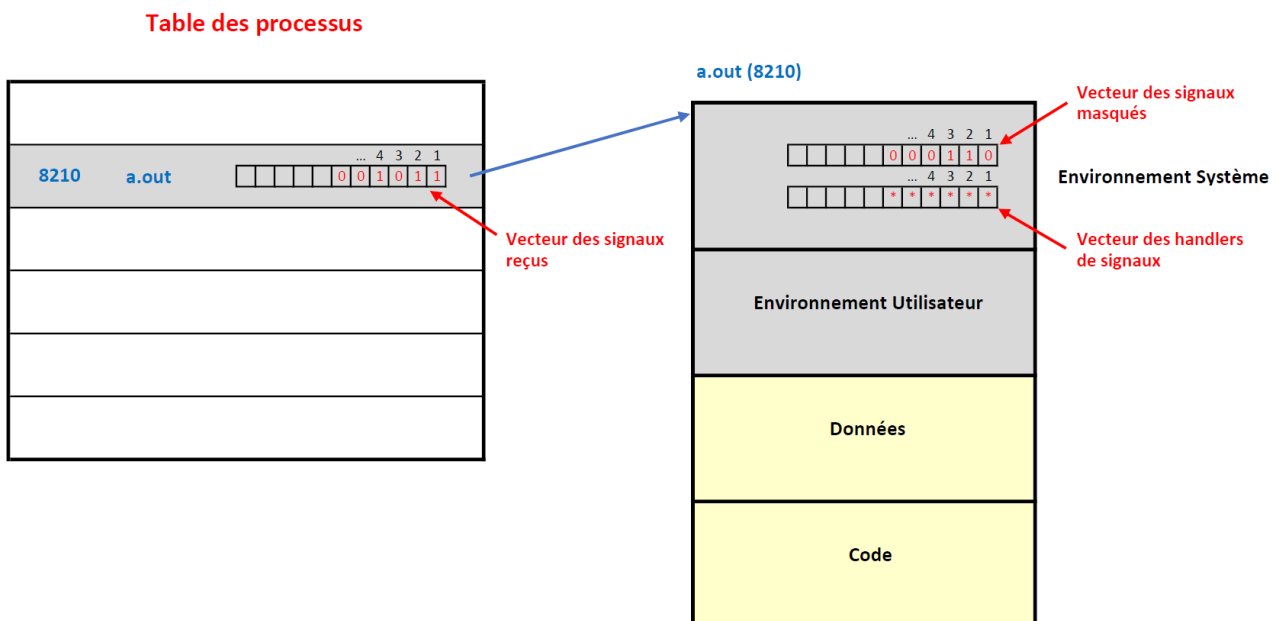 Table des processus
a.out (8210)
Vecteur des signaux
masqués
... 4 3 2 1
0 0 0 1 1 0
... 4 3 2 1
* * * * * *
Environnement Système
8210 a.out
... 4 3 2 1
0 0 1 0 1 1
Vecteur des signaux
reçus
Vecteur des handlers
de signaux
Environnement Utilisateur
Données
Code